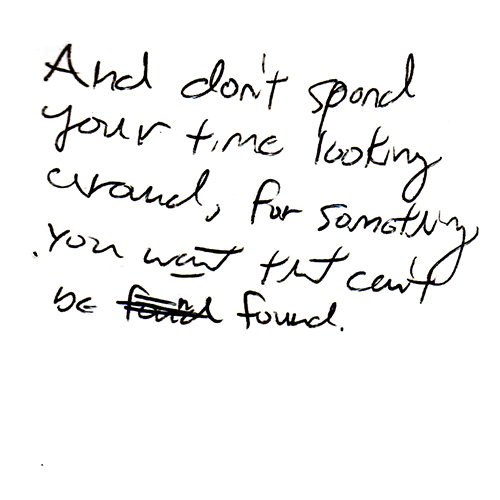 And don't spend
your time looking
around, for something
you want that can't
be found found.